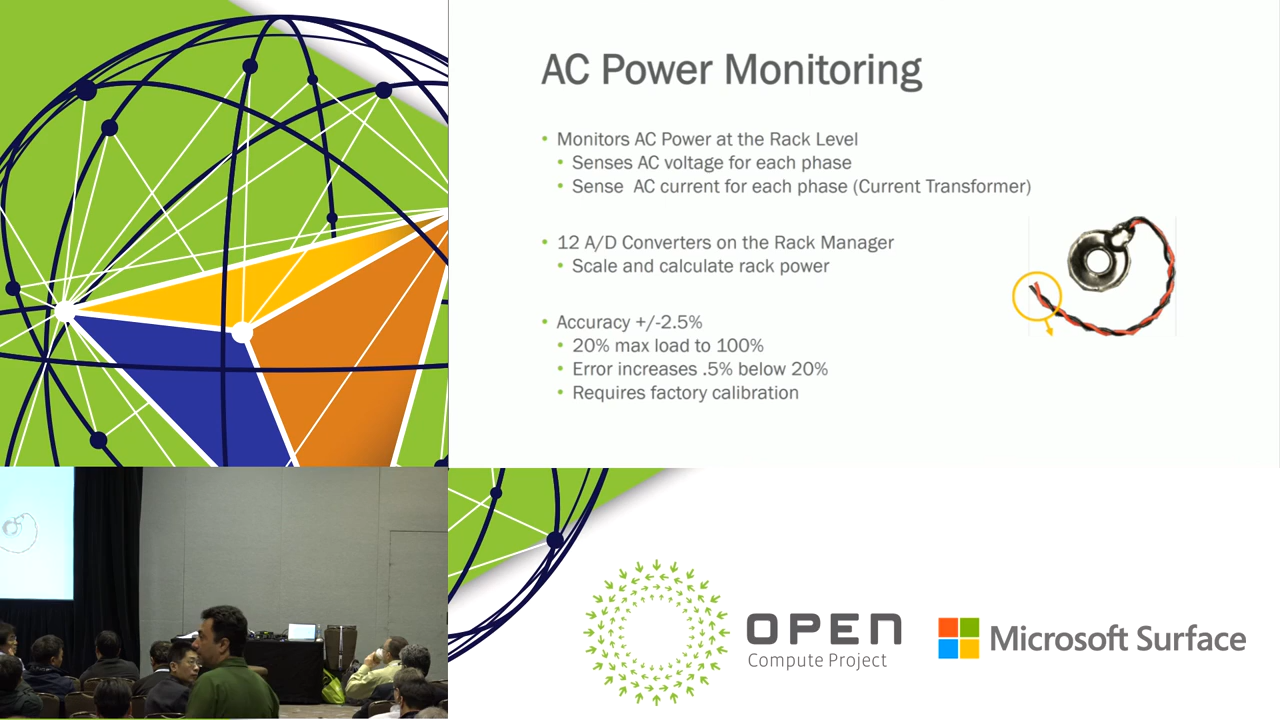 AC Power Monitoring
• Monitors AC Power at the Rack Level
• Senses AC voltage for each phase
• Sense AC current for each phase (Current Transformer)
• 12 A/D Converters on the Rack Manager
• Scale and calculate rack power
• Accuracy +/-2.5%
• 20% max load to 100%
• Error increases .5% below 20%
• Requires factory calibration
OPEN
Compute Project
Microsoft Surface